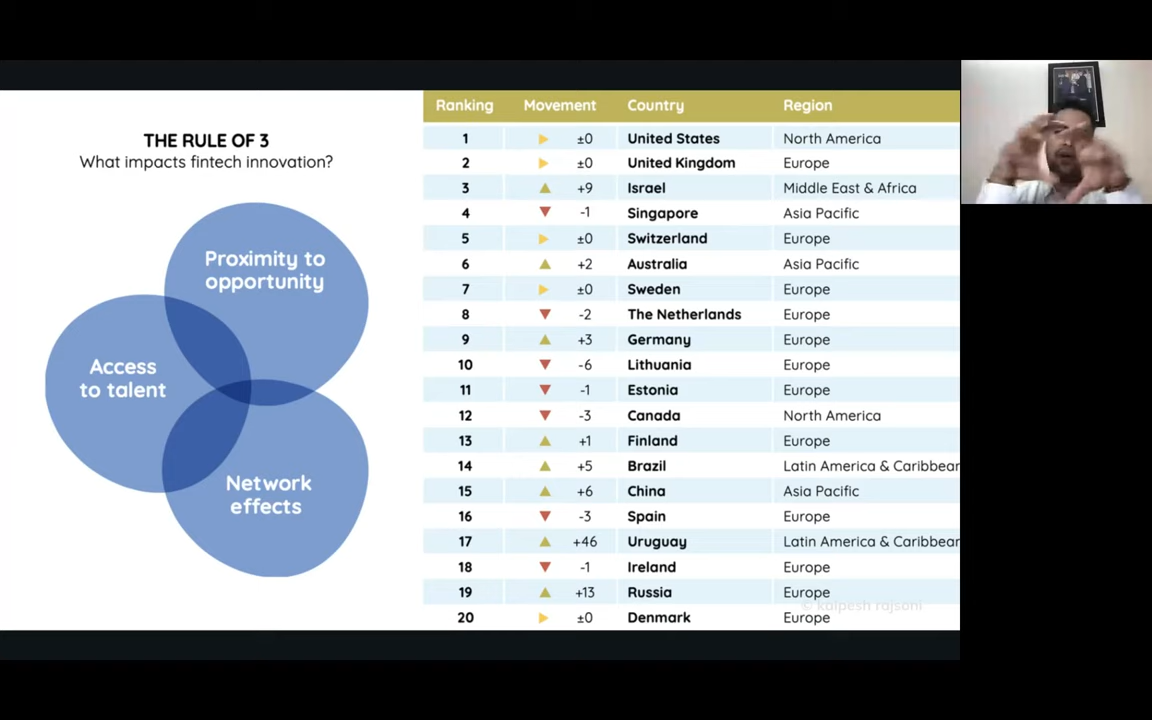 THE RULE OF 3
What impacts fintech innovation?
Proximity to
opportunity
Access
to talent
Network
effects
Ranking Movement Country Region
1 ±0 United States North America
2 ±0 United Kingdom Europe
3 +9 Israel Middle East & Africa
4 -1 Singapore Asia Pacific
5 ±0 Switzerland Europe
6 +2 Australia Asia Pacific
7 ±0 Sweden Europe
8 -2 The Netherlands Europe
9 +3 Germany Europe
10 -6 Lithuania Europe
11 -1 Estonia Europe
12 -3 Canada North America
13 +1 Finland Europe
14 +5 Brazil Latin America & Caribbean
15 +6 China Asia Pacific
16 -3 Spain Europe
17 +46 Uruguay Latin America & Caribbean
18 -1 Ireland Europe
19 +13 Russia Europe
20 ±0 Denmark Europe
© kalpesh rajsoni